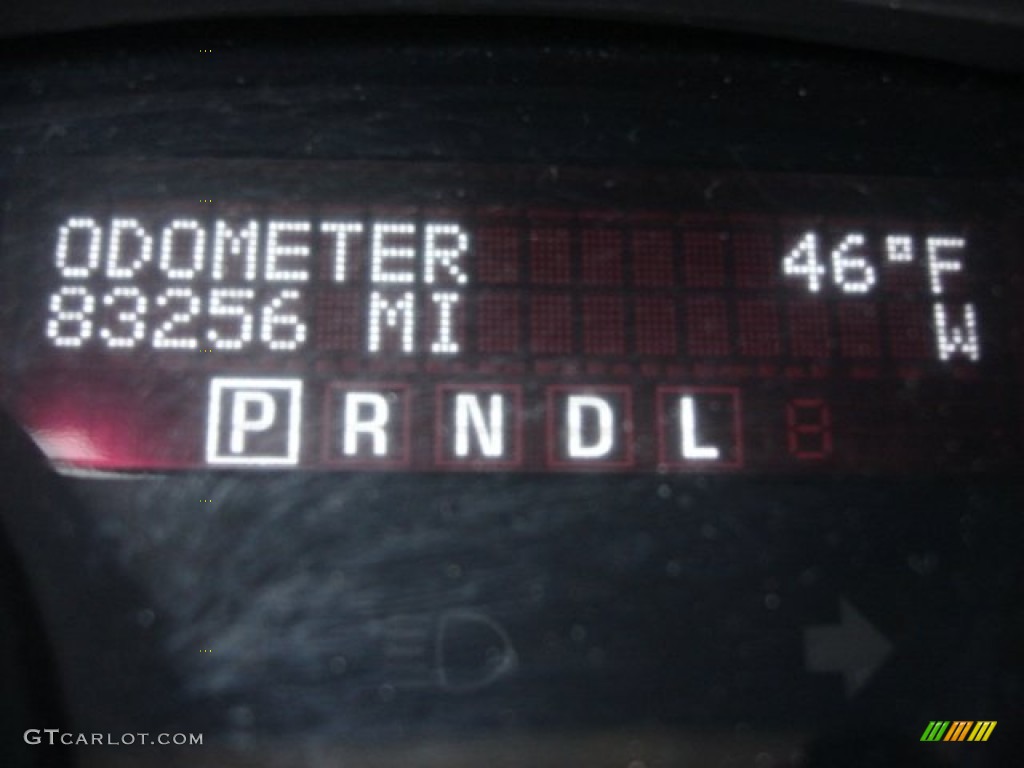 ODOMETER 46°F
83256 MI W
P R N D L
GTCARLOT.COM